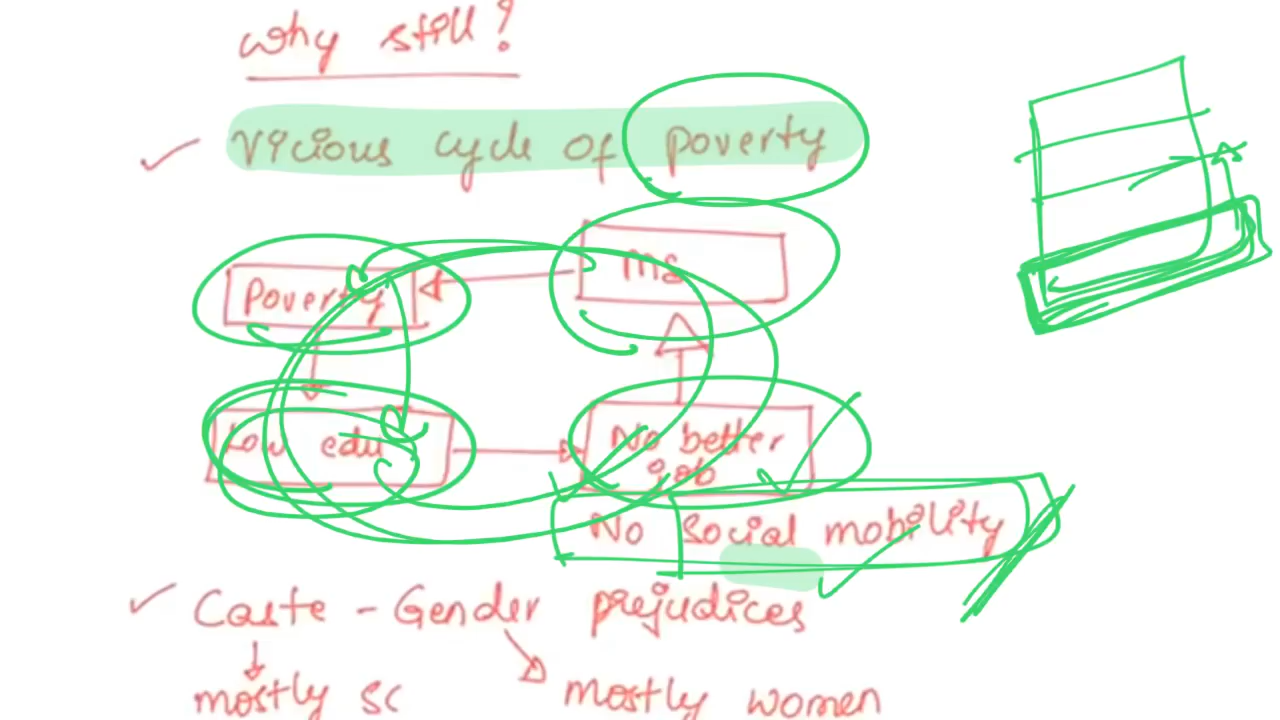 why still?
Vicious cycle of poverty
Poverty
MS
Low edu
No better
job
No Social mobility
Caste - Gender prejudices
mostly SC
mostly women